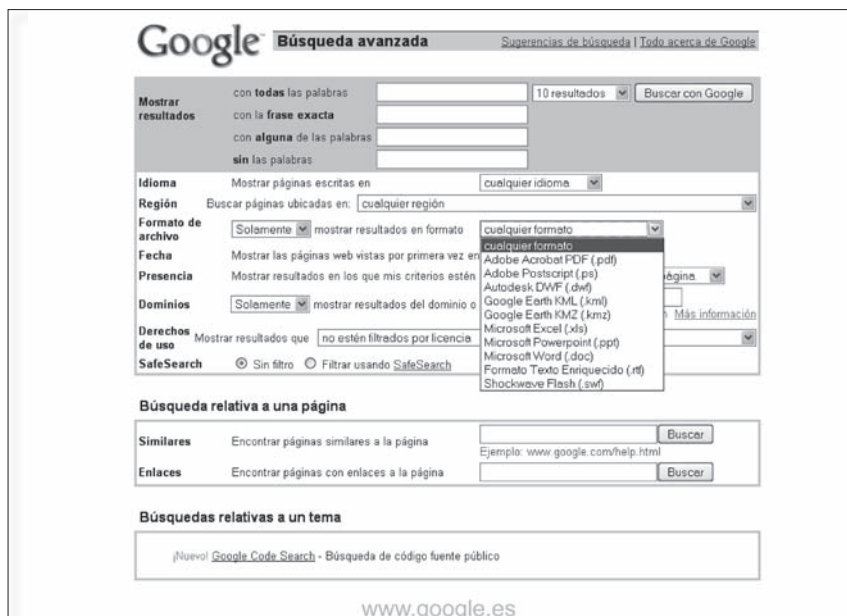 Google™ Búsqueda avanzada Sugerencias de búsqueda | Todo acerca de Google
Mostrar resultados
con todas las palabras 10 resultados Buscar con Google
con la frase exacta
con alguna de las palabras
sin las palabras
Idioma Mostrar páginas escritas en cualquier idioma
Región Buscar páginas ubicadas en: cualquier región
Formato de archivo Solamente mostrar resultados en formato cualquier formato
cualquier formato
Adobe Acrobat PDF (.pdf)
Adobe Postscript (.ps)
Autodesk DWF (.dwf)
Google Earth KML (.kml)
Google Earth KMZ (.kmz)
Microsoft Excel (.xls)
Microsoft Powerpoint (.ppt)
Microsoft Word (.doc)
Formato Texto Enriquecido (.rtf)
Shockwave Flash (.swf)
Fecha Mostrar las páginas web vistas por primera vez en
Presencia Mostrar resultados en los que mis criterios estén ágina
Dominios Solamente mostrar resultados del dominio o
Más información
Derechos de uso Mostrar resultados que no estén filtrados por licencia
SafeSearch Sin filtro Filtrar usando SafeSearch
Búsqueda relativa a una página
Similares Encontrar páginas similares a la página Buscar
Ejemplo: www.google.com/help.html
Enlaces Encontrar páginas con enlaces a la página Buscar
Búsquedas relativas a un tema
¡Nuevo! Google Code Search - Búsqueda de código fuente público
www.google.es